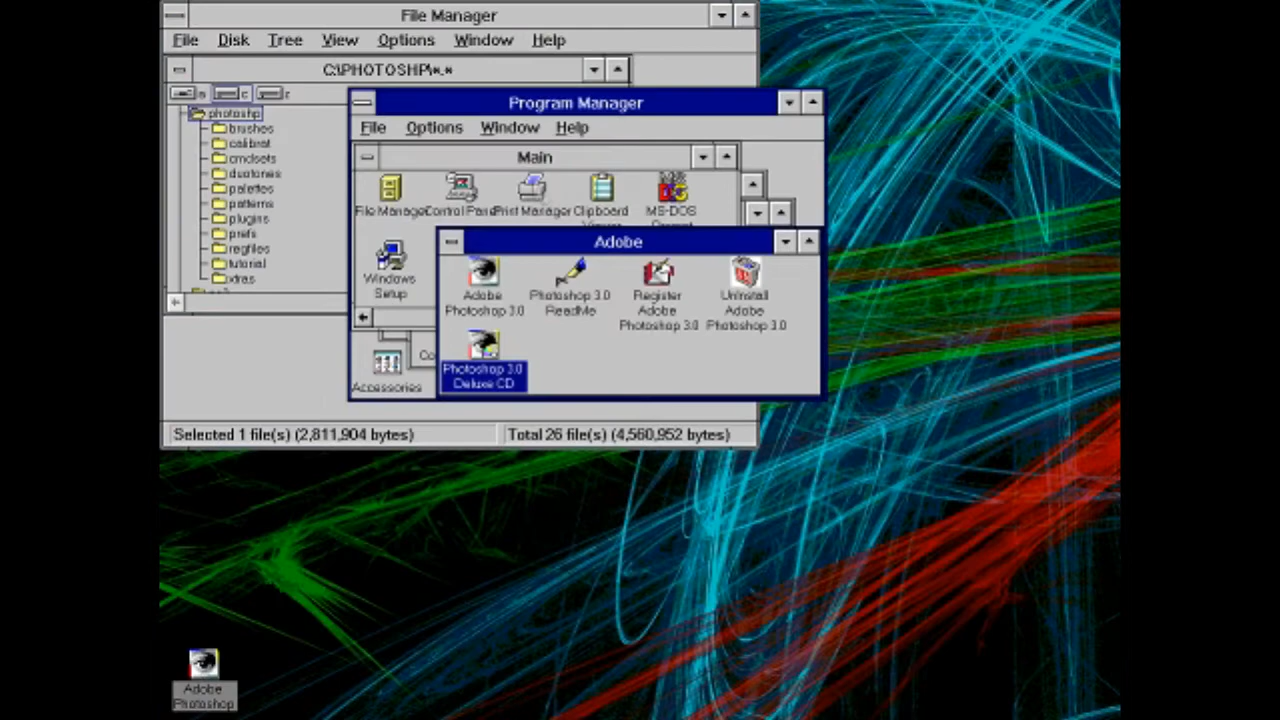 File Manager
File Disk Tree View Options Window Help
C:\PHOTOSHP\*.*
c
photoshp
brushes
calibrat
cmdsets
duotones
palettes
patterns
plugins
prefs
regfiles
tutorial
xtras
Program Manager
File Options Window Help
Main
File Manage
Control Pane
Print Manager
Clipboard
MS-DOS
Windows
Setup
Accessories
Co
Adobe
Adobe
Photoshop 3.0
Photoshop 3.0
ReadMe
Register
Adobe
Photoshop 3.0
Uninstall
Adobe
Photoshop 3.0
Photoshop 3.0
Deluxe CD
Selected 1 file(s) (2,811,904 bytes)
Total 26 file(s) (4,560,952 bytes)
Adobe
Photoshop